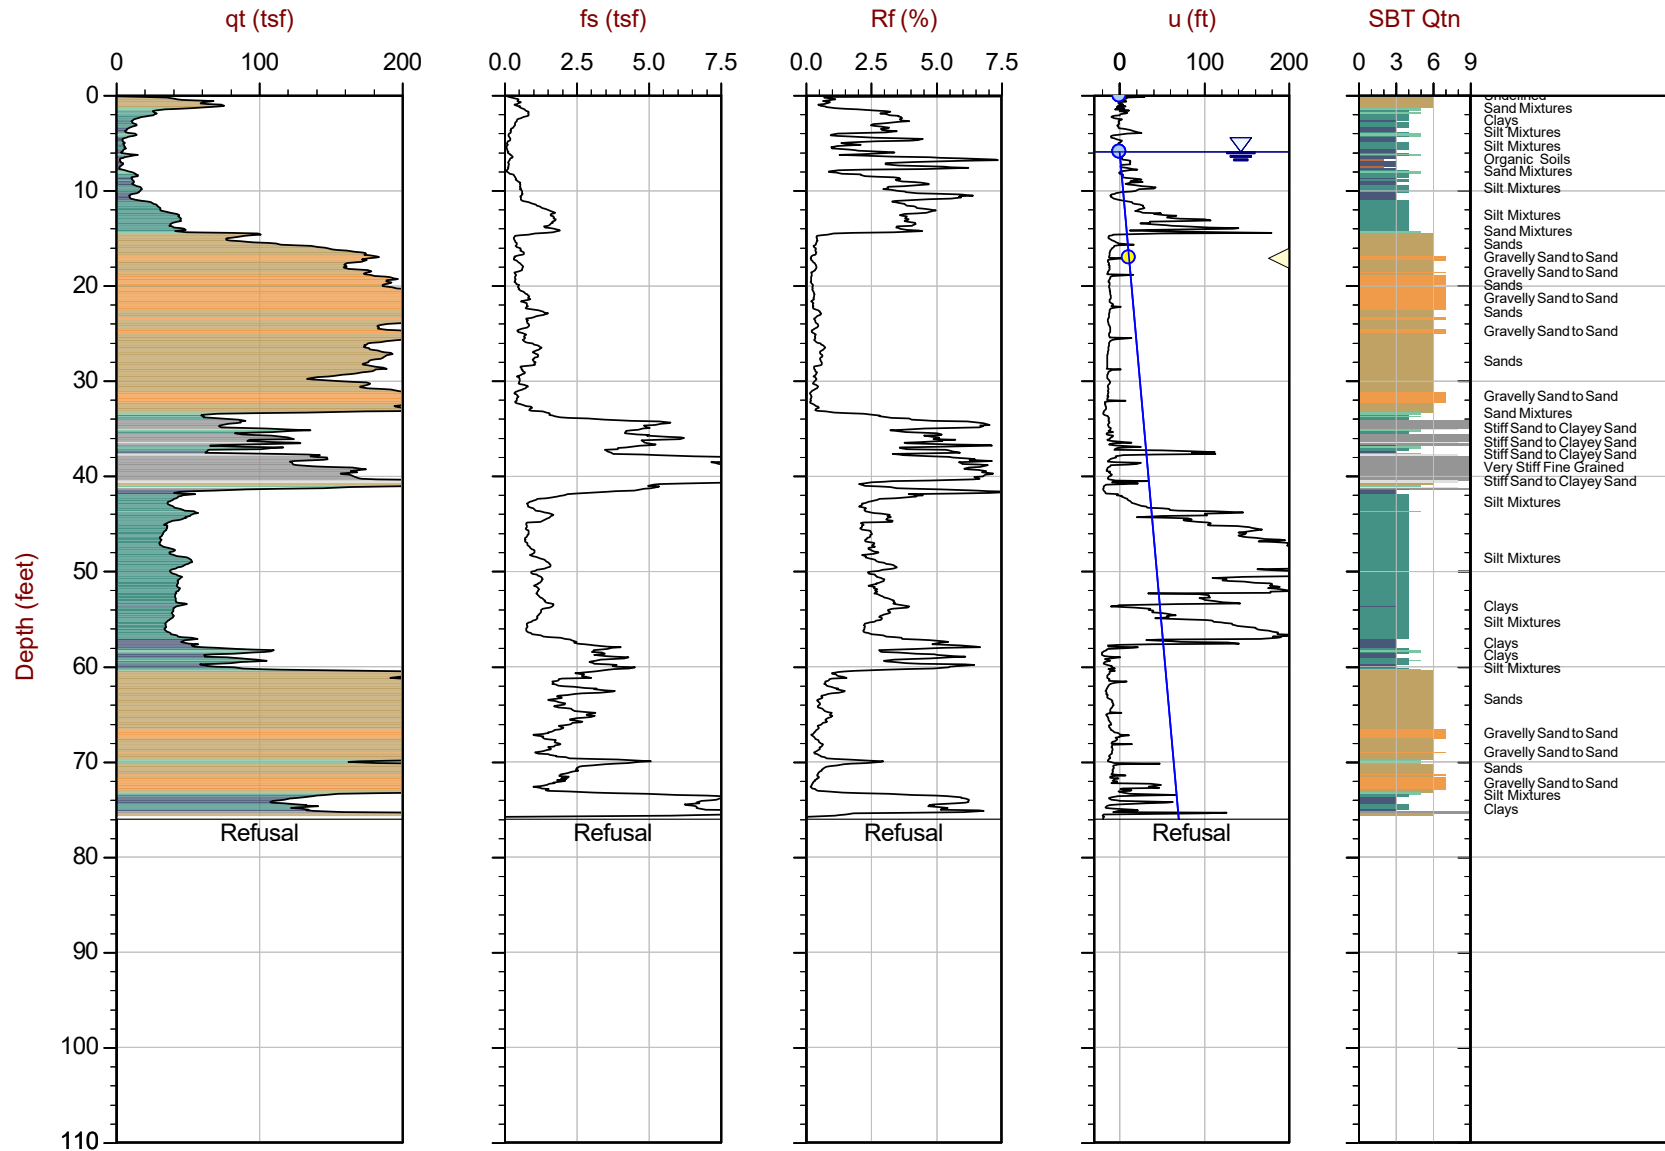 qt (tsf) fs (tsf) Rf (%) u (ft) SBT Qtn
0 100 200 0.0 2.5 5.0 7.5 0.0 2.5 5.0 7.5 0 100 200 0 3 6 9
Depth (feet)
0
10
20
30
40
50
60
70
80
90
100
110
Undefined
Sand Mixtures
Clays
Silt Mixtures
Silt Mixtures
Organic Soils
Sand Mixtures
Silt Mixtures
Silt Mixtures
Sand Mixtures
Sands
Gravelly Sand to Sand
Gravelly Sand to Sand
Sands
Gravelly Sand to Sand
Sands
Gravelly Sand to Sand
Sands
Gravelly Sand to Sand
Sand Mixtures
Stiff Sand to Clayey Sand
Stiff Sand to Clayey Sand
Stiff Sand to Clayey Sand
Very Stiff Fine Grained
Stiff Sand to Clayey Sand
Silt Mixtures
Silt Mixtures
Clays
Silt Mixtures
Clays
Clays
Silt Mixtures
Sands
Gravelly Sand to Sand
Gravelly Sand to Sand
Sands
Gravelly Sand to Sand
Silt Mixtures
Clays
Refusal Refusal Refusal Refusal